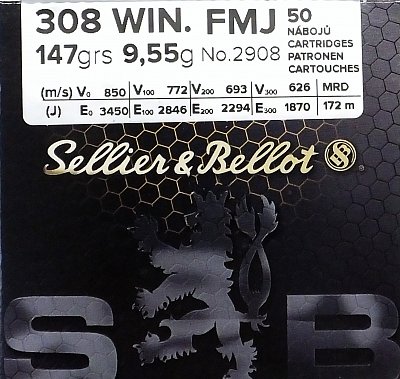 308 WIN. FMJ 50
NÁBOJŮ
147grs 9,55g No.2908 CARTRIDGES
PATRONEN
CARTOUCHES
(m/s) V0 850 V100 772 V200 693 V300 626 MRD
(J) E0 3450 E100 2846 E200 2294 E300 1870 172 m
Sellier & Bellot SB ®
S B